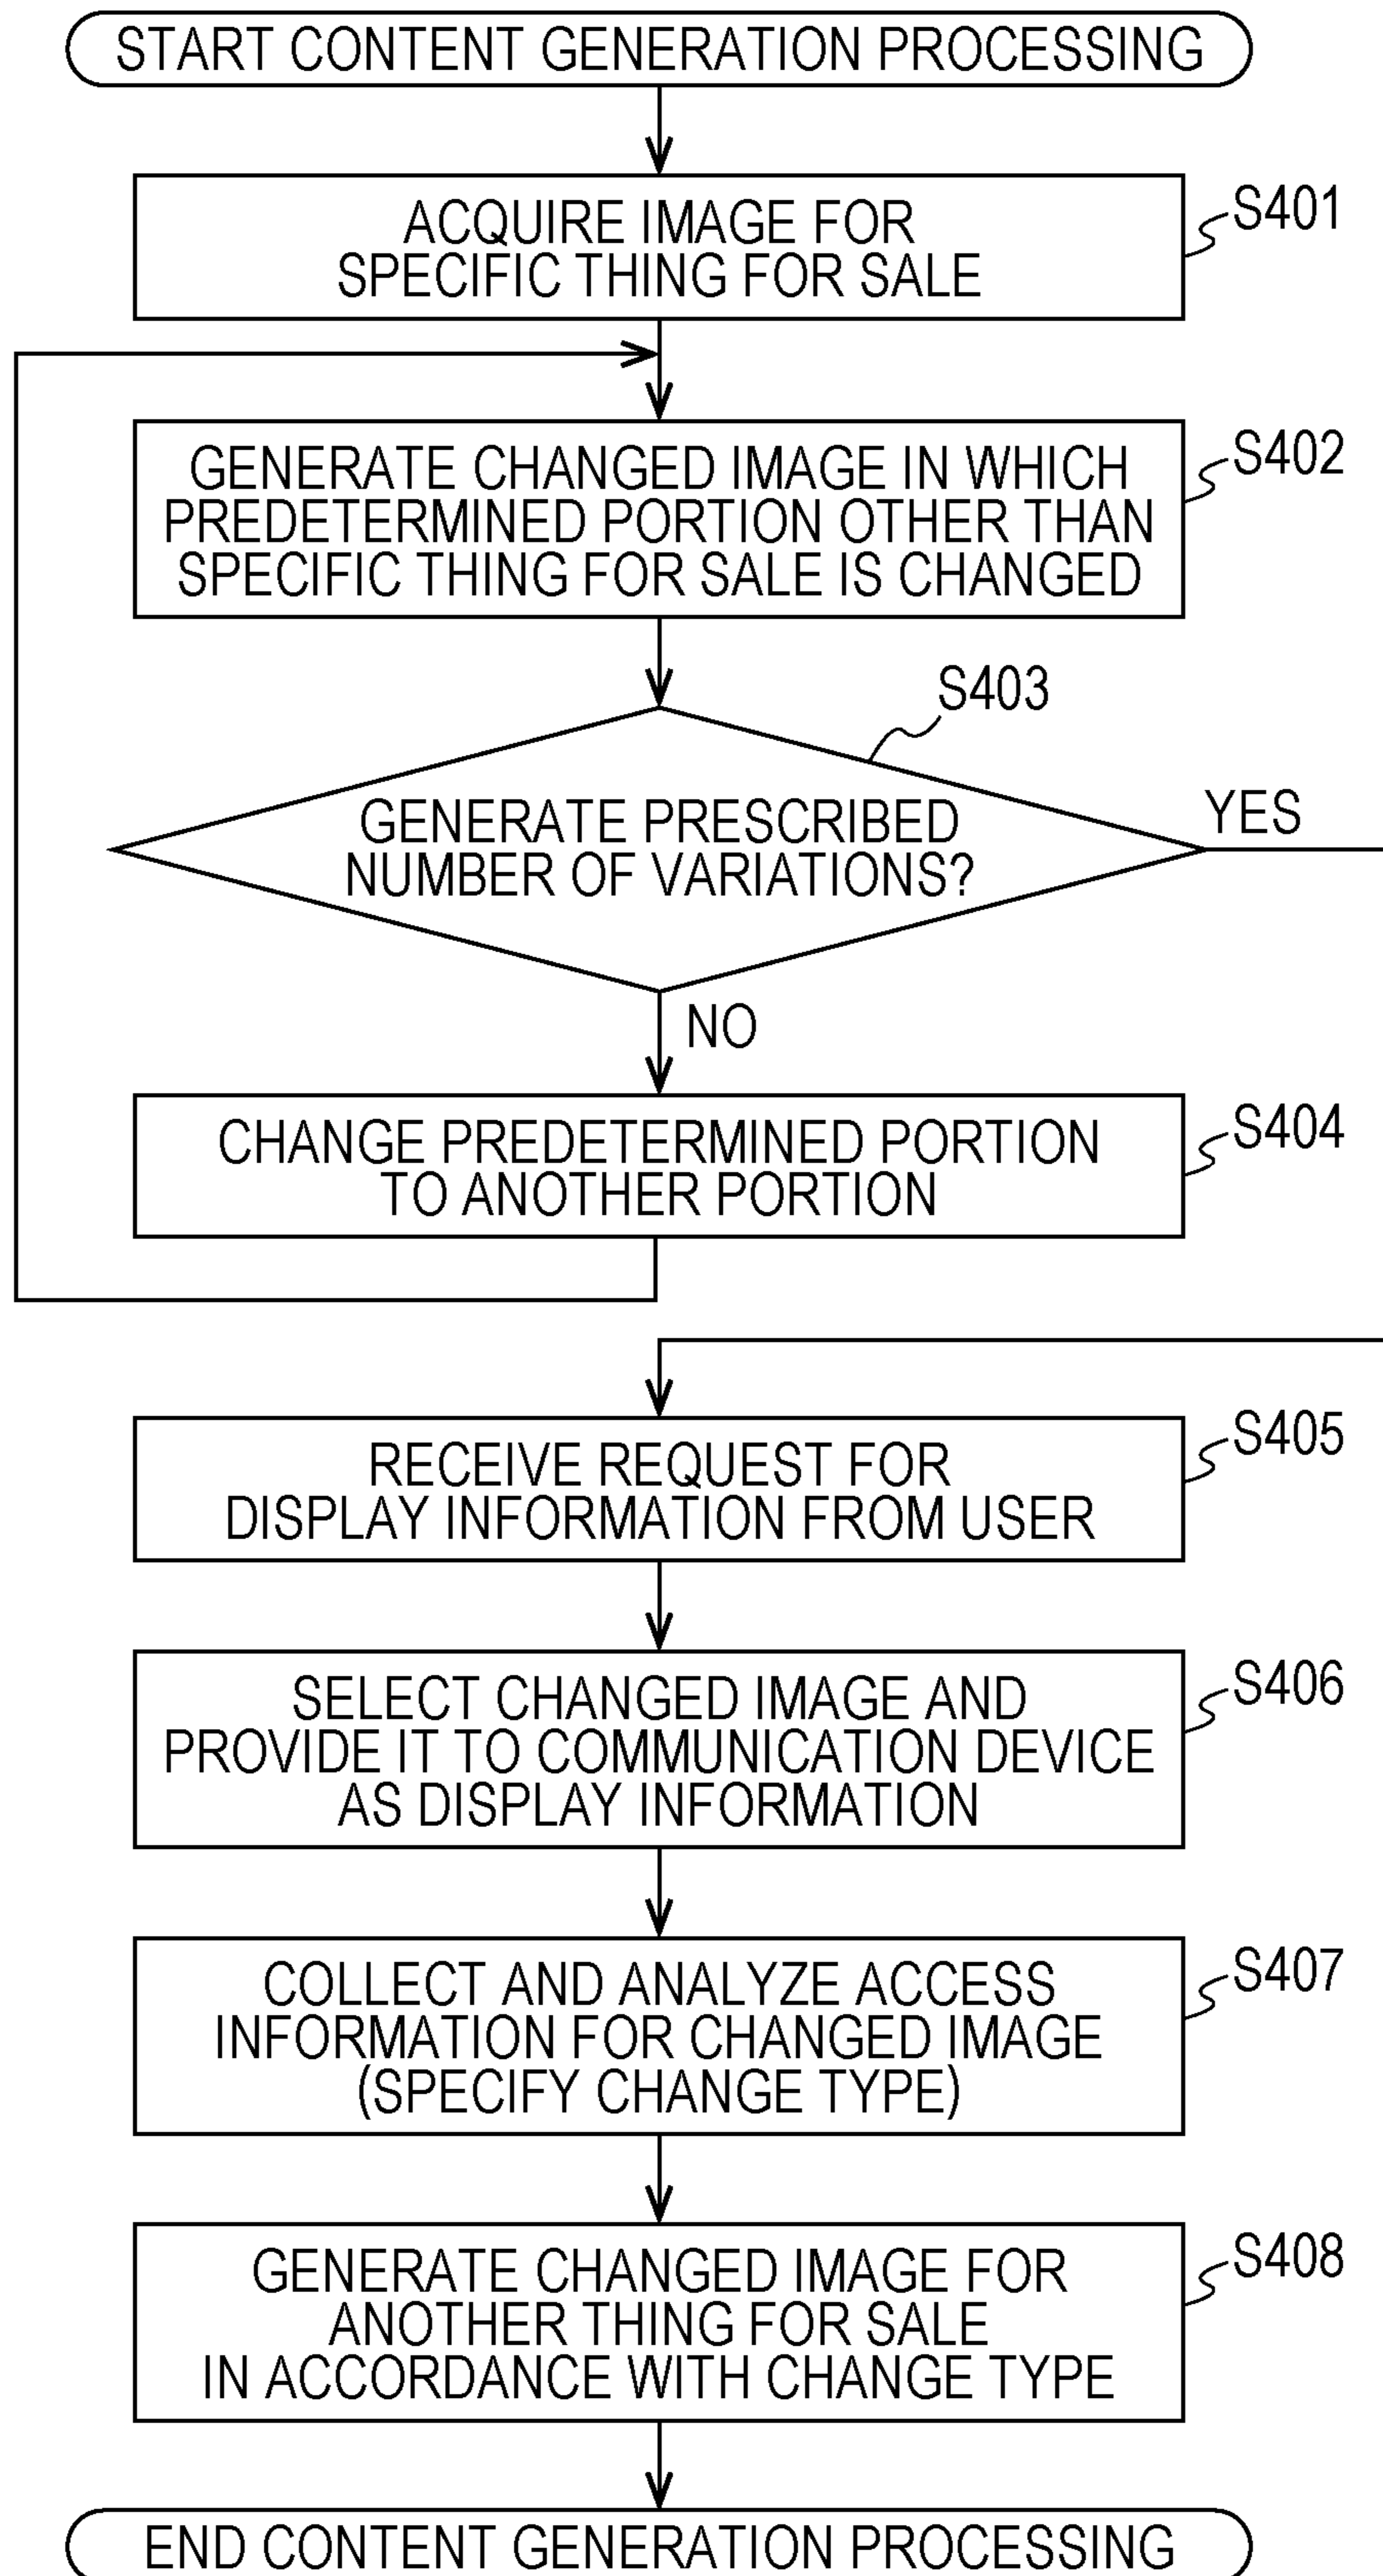 START CONTENT GENERATION PROCESSING
ACQUIRE IMAGE FOR
SPECIFIC THING FOR SALE
S401
GENERATE CHANGED IMAGE IN WHICH
PREDETERMINED PORTION OTHER THAN
SPECIFIC THING FOR SALE IS CHANGED
S402
S403
GENERATE PRESCRIBED
NUMBER OF VARIATIONS?
YES
NO
CHANGE PREDETERMINED PORTION
TO ANOTHER PORTION
S404
RECEIVE REQUEST FOR
DISPLAY INFORMATION FROM USER
S405
SELECT CHANGED IMAGE AND
PROVIDE IT TO COMMUNICATION DEVICE
AS DISPLAY INFORMATION
S406
COLLECT AND ANALYZE ACCESS
INFORMATION FOR CHANGED IMAGE
(SPECIFY CHANGE TYPE)
S407
GENERATE CHANGED IMAGE FOR
ANOTHER THING FOR SALE
IN ACCORDANCE WITH CHANGE TYPE
S408
END CONTENT GENERATION PROCESSING